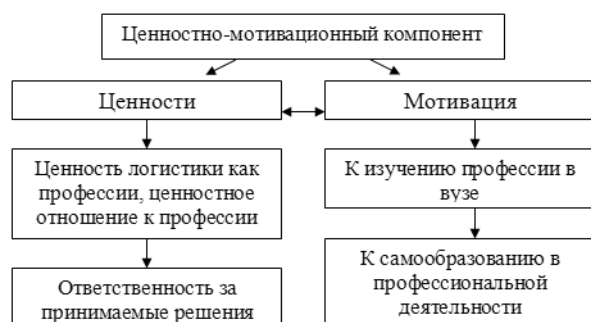 Ценностно-мотивационный компонент
Ценности
Мотивация
Ценность логистики как
профессии, ценностное
отношение к профессии
К изучению профессии в
вузе
Ответственность за
принимаемые решения
К самообразованию в
профессиональной
деятельности